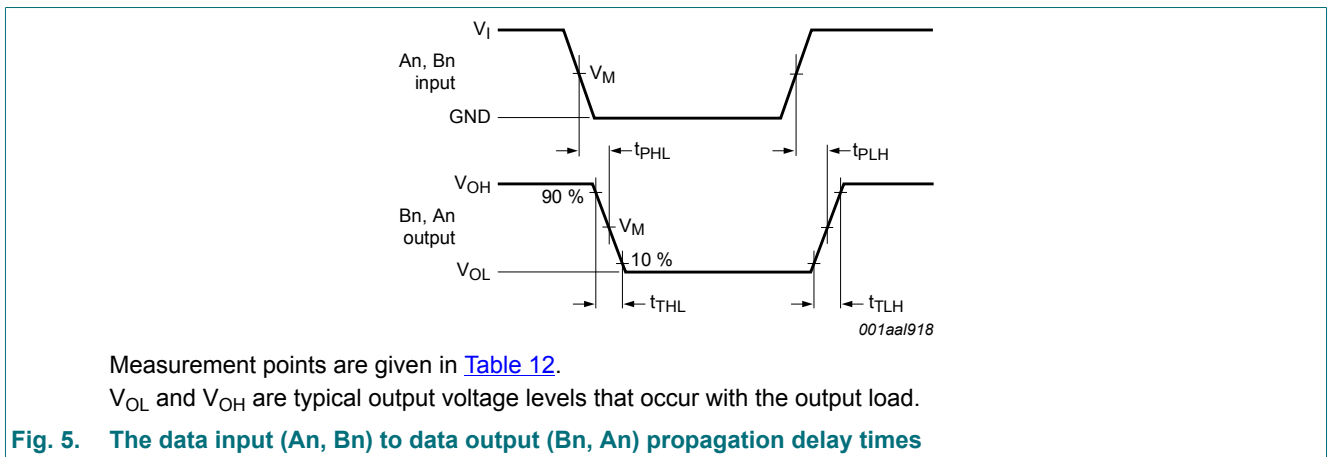 VI
An, Bn
input
VM
GND
tPHL
tPLH
VOH
90 %
Bn, An
output
VM
10 %
VOL
tTHL
tTLH
001aal918
Measurement points are given in Table 12.
VOL and VOH are typical output voltage levels that occur with the output load.
Fig. 5. The data input (An, Bn) to data output (Bn, An) propagation delay times